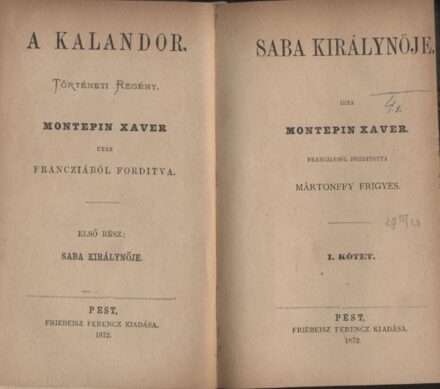 A KALANDOR.
TÖRTÉNETI REGÉNY.
MONTEPIN XAVER
UTÁN
FRANCZIÁBÓL FORDITVA.
ELSŐ RÉSZ:
SABA KIRÁLYNŐJE.
PEST,
FRIEBEISZ FERENCZ KIADÁSA.
1872.
SABA KIRÁLYNŐJE.
IRTA
MONTEPIN XAVER.
FRANCZIÁBÓL FORDITOTTA
MÁRTONFFY FRIGYES.
I. KÖTET.
PEST,
FRIEBEISZ FERENCZ KIADÁSA.
1872.